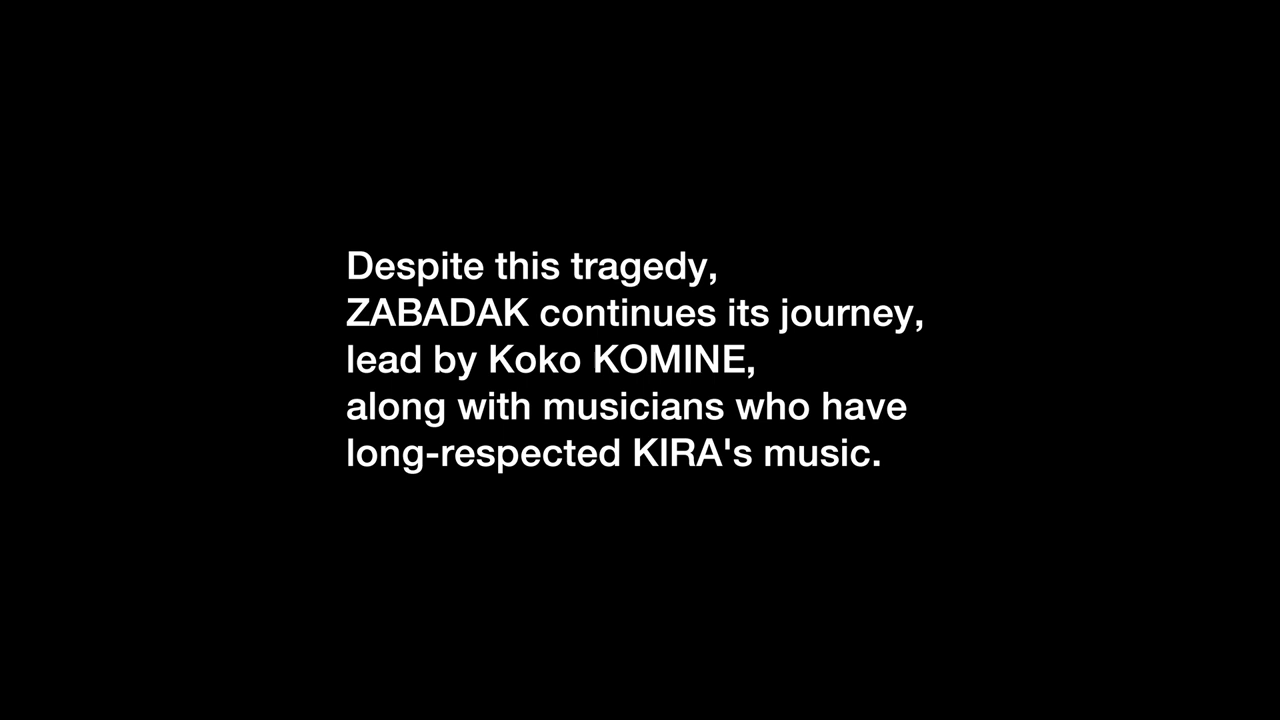 Despite this tragedy,
ZABADAK continues its journey,
lead by Koko KOMINE,
along with musicians who have
long-respected KIRA's music.